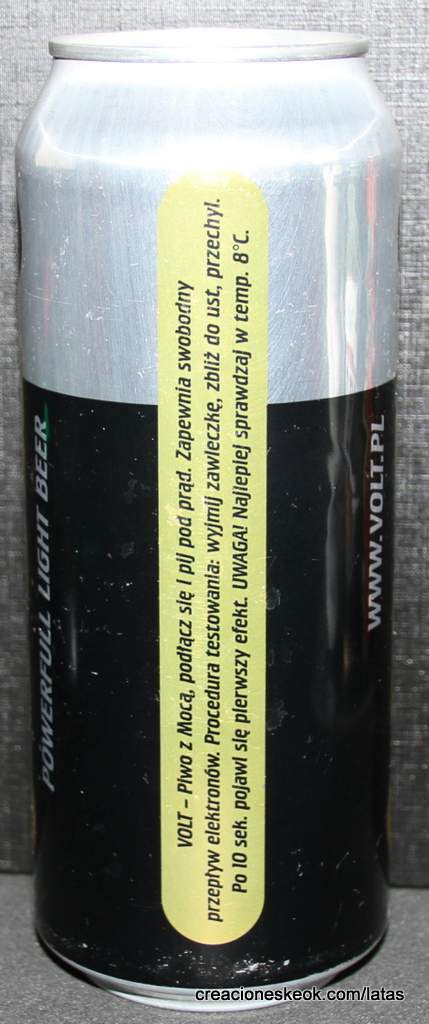 POWERFULL LIGHT BEER
VOLT – Piwo z Mocą, podłącz się i pij pod prąd. Zapewnia swobodny
przepływ elektronów. Procedura testowania: wyjmij zawleczkę, zbliż do ust, przechyl.
Po 10 sek. pojawi się pierwszy efekt. UWAGA! Najlepiej sprawdzaj w temp. 8°C.
WWW.VOLT.PL
creacioneskeok.com/latas